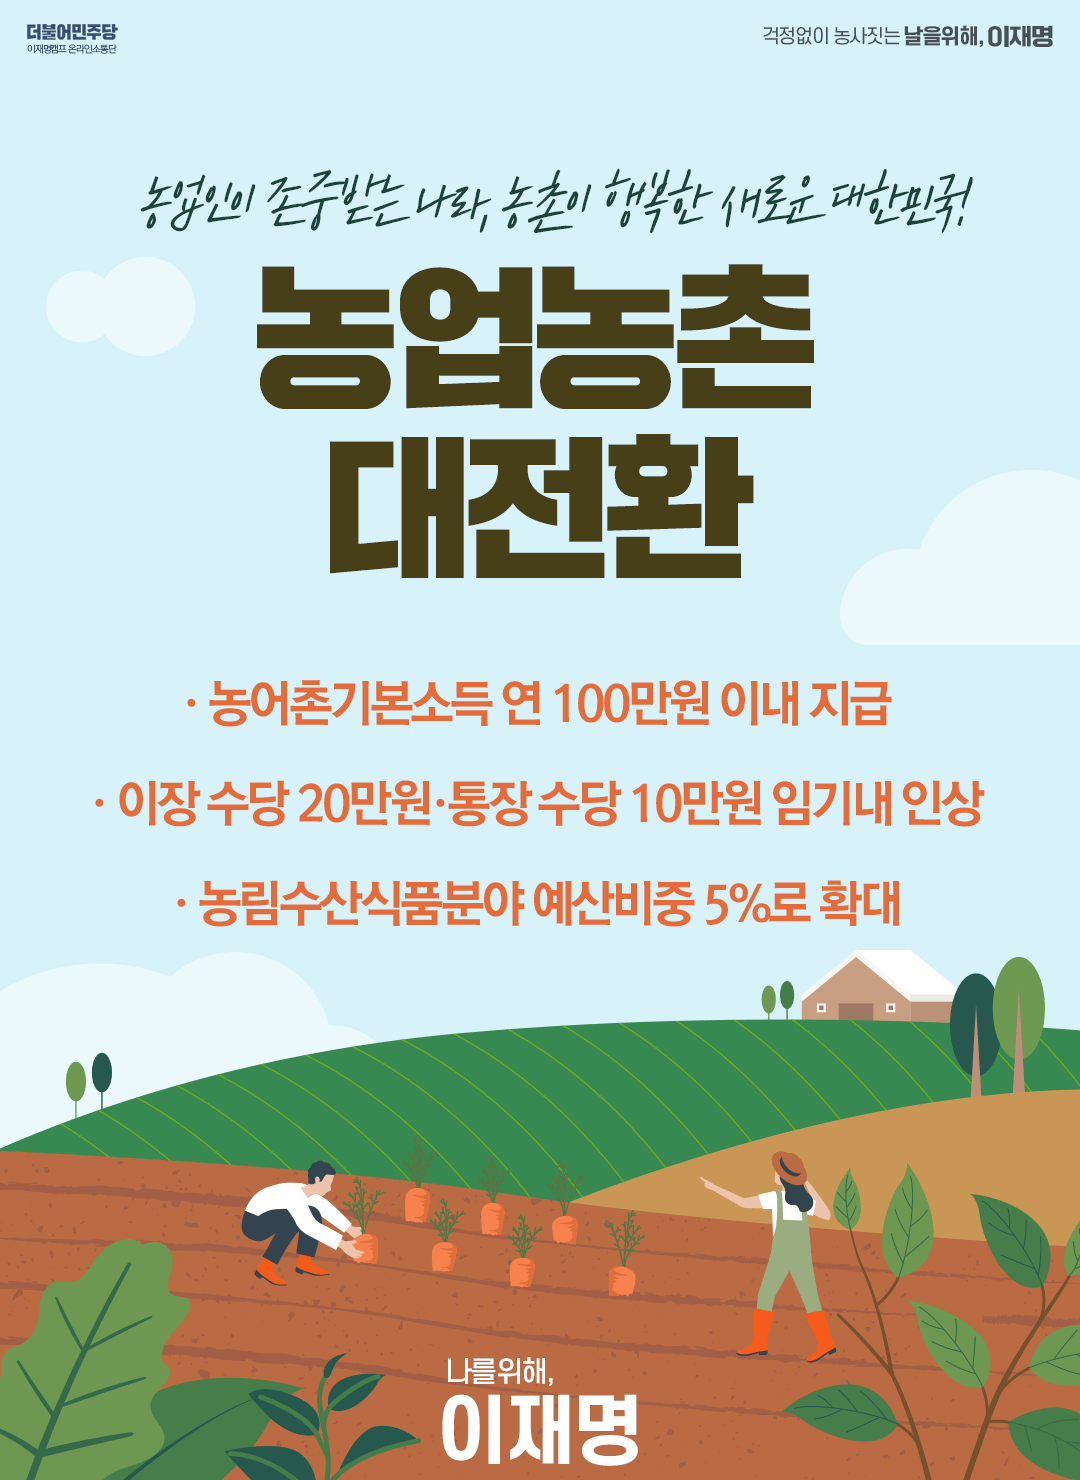 더불어민주당
이재명캠프 온라인소통단
걱정없이 농사짓는 날을위해, 이재명
농업인이 존중받는 나라, 농촌이 행복한 새로운 대한민국!
농업농촌
대전환
· 농어촌기본소득 연 100만원 이내 지급
· 이장 수당 20만원·통장 수당 10만원 임기내 인상
· 농림수산식품분야 예산비중 5%로 확대
나를위해,
이재명